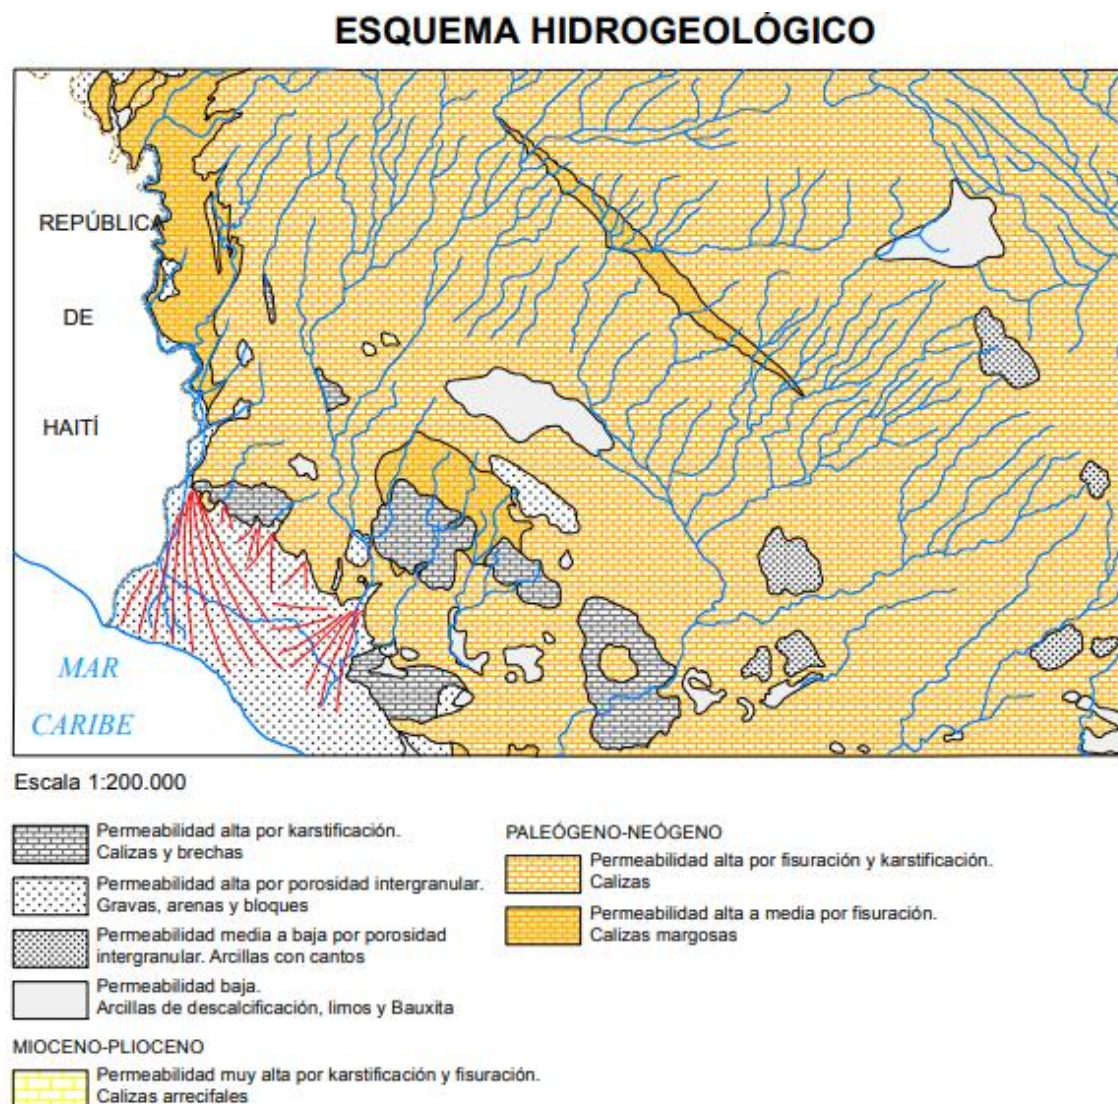 ESQUEMA HIDROGEOLÓGICO
REPÚBLICA
DE
HAITÍ
MAR
CARIBE
Escala 1:200.000
Permeabilidad alta por karstificación.
Calizas y brechas
Permeabilidad alta por porosidad intergranular.
Gravas, arenas y bloques
Permeabilidad media a baja por porosidad
intergranular. Arcillas con cantos
Permeabilidad baja.
Arcillas de descalcificación, limos y Bauxita
MIOCENO-PLIOCENO
Permeabilidad muy alta por karstificación y fisuración.
Calizas arrecifales
PALEÓGENO-NEÓGENO
Permeabilidad alta por fisuración y karstificación.
Calizas
Permeabilidad alta a media por fisuración.
Calizas margosas